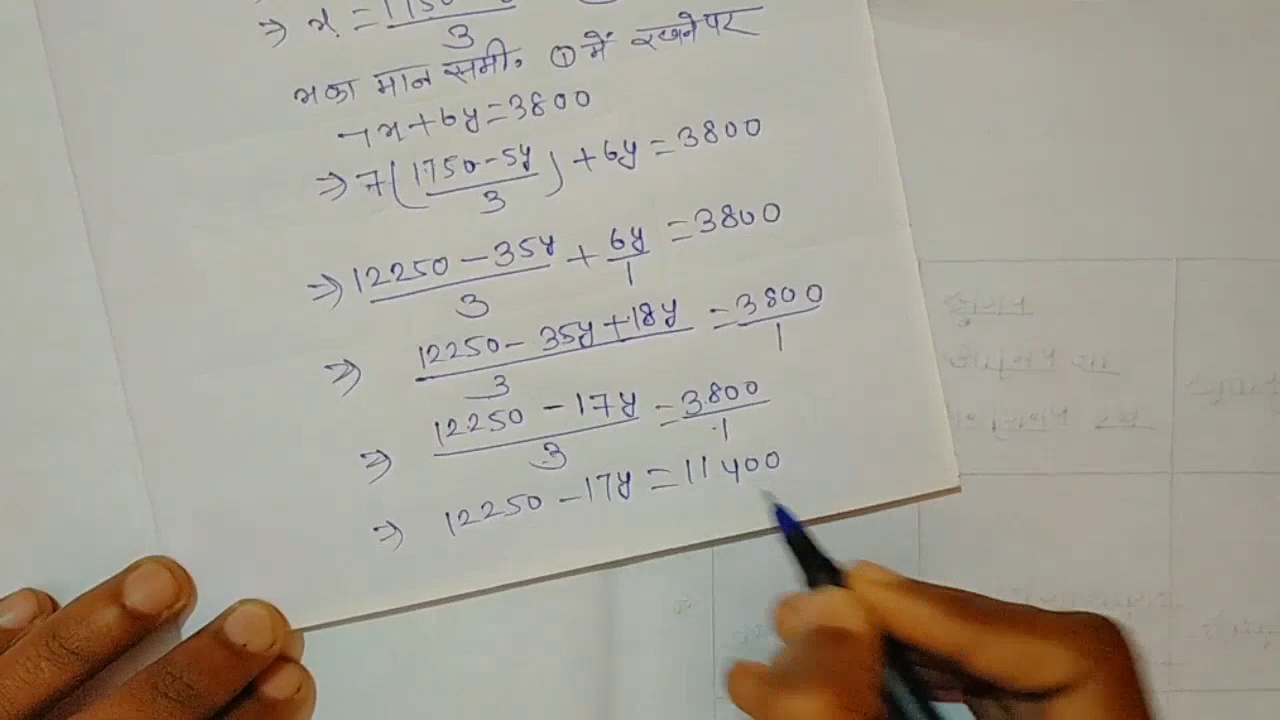 ⇒ x = 1750
3
x का मान समी. ① में रखने पर
7x+6y=3800
⇒ 7(1750-5y/3)+6y=3800
⇒ 12250-35y/3 + 6y/1 =3800
⇒ 12250-35y+18y/3 = 3800/1
⇒ 12250-17y/3 = 3800/1
⇒ 12250-17y=11400